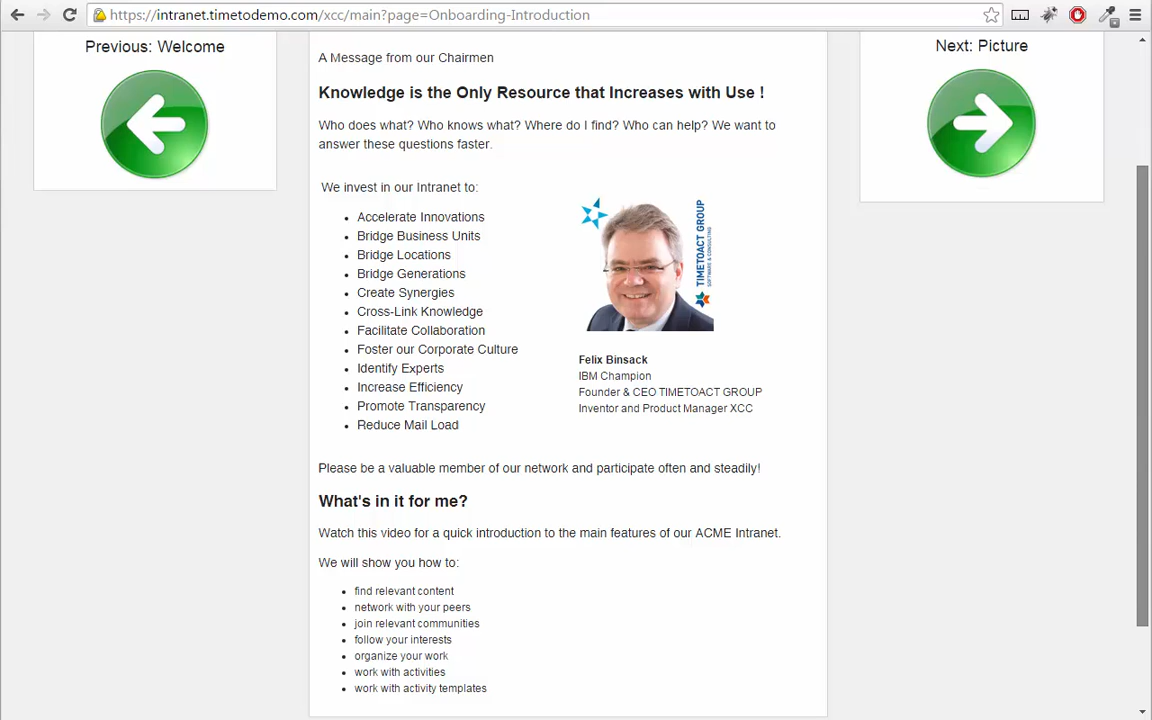 https://intranet.timetodemo.com/xcc/main?page=Onboarding-Introduction
Previous: Welcome
A Message from our Chairmen
Knowledge is the Only Resource that Increases with Use !
Who does what? Who knows what? Where do I find? Who can help? We want to
answer these questions faster.
We invest in our Intranet to:
Accelerate Innovations
Bridge Business Units
Bridge Locations
Bridge Generations
Create Synergies
Cross-Link Knowledge
Facilitate Collaboration
Foster our Corporate Culture
Identify Experts
Increase Efficiency
Promote Transparency
Reduce Mail Load
TIMETOACT GROUP
SOFTWARE & CONSULTING
Felix Binsack
IBM Champion
Founder & CEO TIMETOACT GROUP
Inventor and Product Manager XCC
Please be a valuable member of our network and participate often and steadily!
What's in it for me?
Watch this video for a quick introduction to the main features of our ACME Intranet.
We will show you how to:
find relevant content
network with your peers
join relevant communities
follow your interests
organize your work
work with activities
work with activity templates
Next: Picture